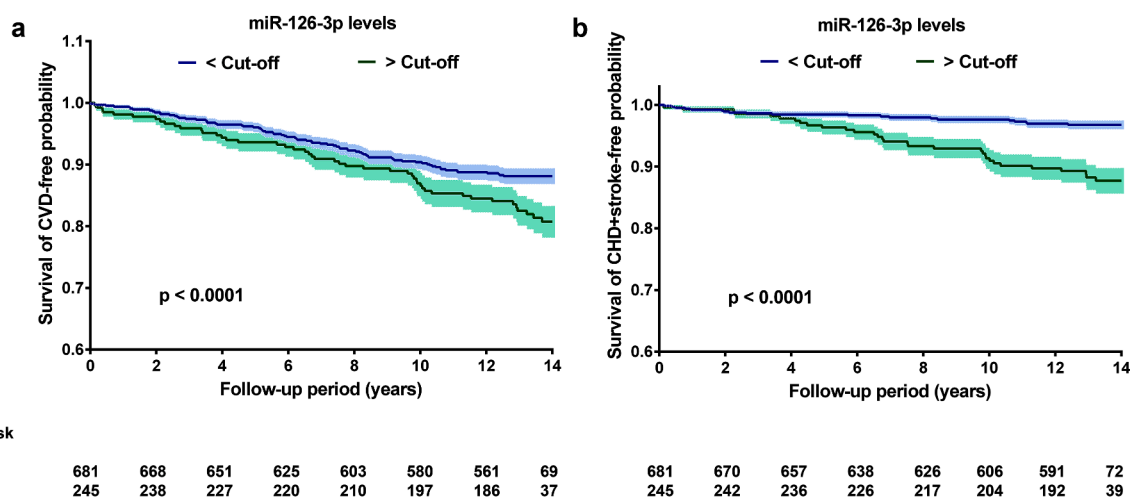 a
miR-126-3p levels
< Cut-off > Cut-off
Survival of CVD-free probability
1.1
1.0
0.9
0.8
0.7
0.6
p < 0.0001
0 2 4 6 8 10 12 14
Follow-up period (years)
b
miR-126-3p levels
< Cut-off > Cut-off
Survival of CHD+stroke-free probability
1.0
0.9
0.8
0.7
0.6
p < 0.0001
0 2 4 6 8 10 12 14
Follow-up period (years)
sk
681 668 651 625 603 580 561 69
245 238 227 220 210 197 186 37
681 670 657 638 626 606 591 72
245 242 236 226 217 204 192 39